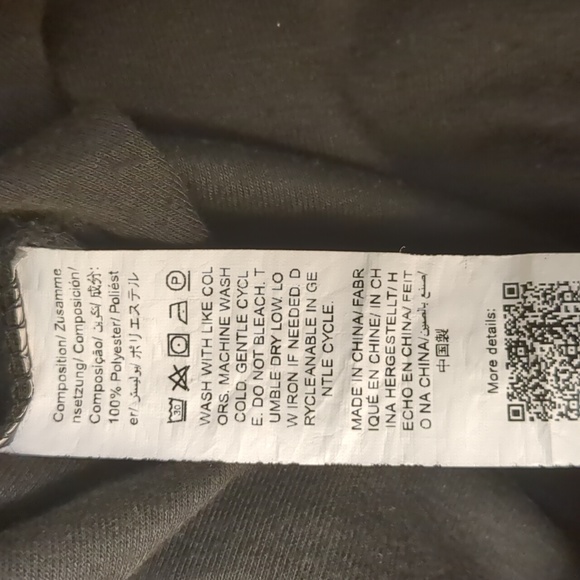 Composition/ Zusamme
nsetzung/ Composición/
Composição/ تكوين/ 成分:
100% Polyester/ Poliést
er/ بوليستر/ ポリエステル
30 P
WASH WITH LIKE COL
ORS. MACHINE WASH
COLD. GENTLE CYCL
E. DO NOT BLEACH. T
UMBLE DRY LOW. LO
W IRON IF NEEDED. D
RYCLEANABLE IN GE
NTLE CYCLE.
MADE IN CHINA/ FABR
IQUÉ EN CHINE/ IN CH
INA HERGESTELLT/ H
ECHO EN CHINA/ FEIT
O NA CHINA/ صنع بالصين/
中国製
More details: